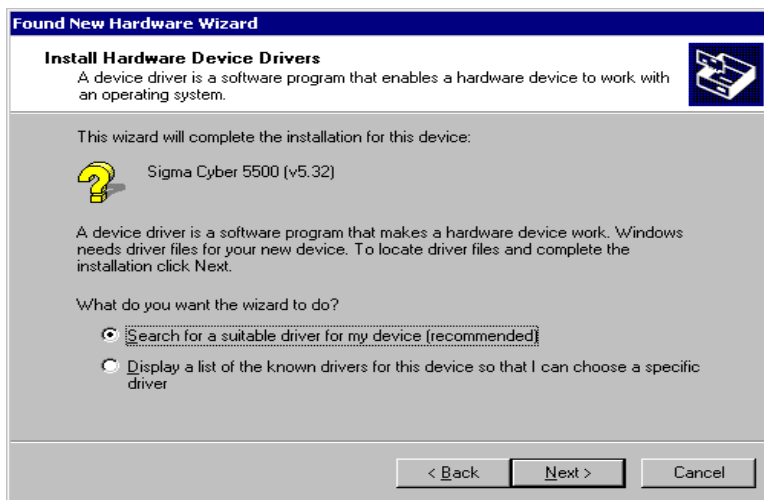 Found New Hardware Wizard
Install Hardware Device Drivers
A device driver is a software program that enables a hardware device to work with
an operating system.
This wizard will complete the installation for this device:
Sigma Cyber 5500 (v5.32)
A device driver is a software program that makes a hardware device work. Windows
needs driver files for your new device. To locate driver files and complete the
installation click Next.
What do you want the wizard to do?
Search for a suitable driver for my device (recommended)
Display a list of the known drivers for this device so that I can choose a specific
driver
< Back
Next >
Cancel